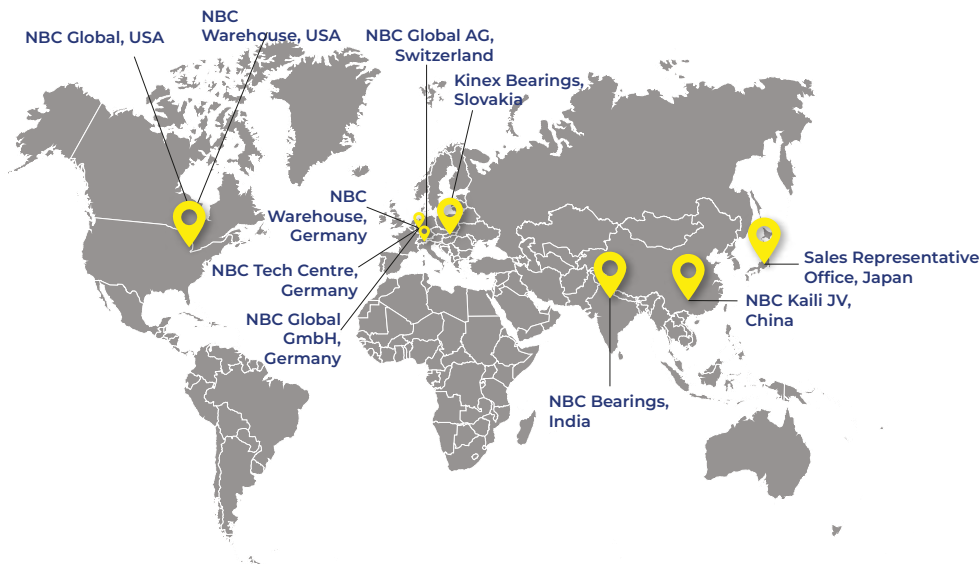 NBC Global, USA
NBC
Warehouse, USA
NBC Global AG,
Switzerland
Kinex Bearings,
Slovakia
NBC
Warehouse,
Germany
NBC Tech Centre,
Germany
NBC Global
GmbH,
Germany
Sales Representative
Office, Japan
NBC Kaili JV,
China
NBC Bearings,
India